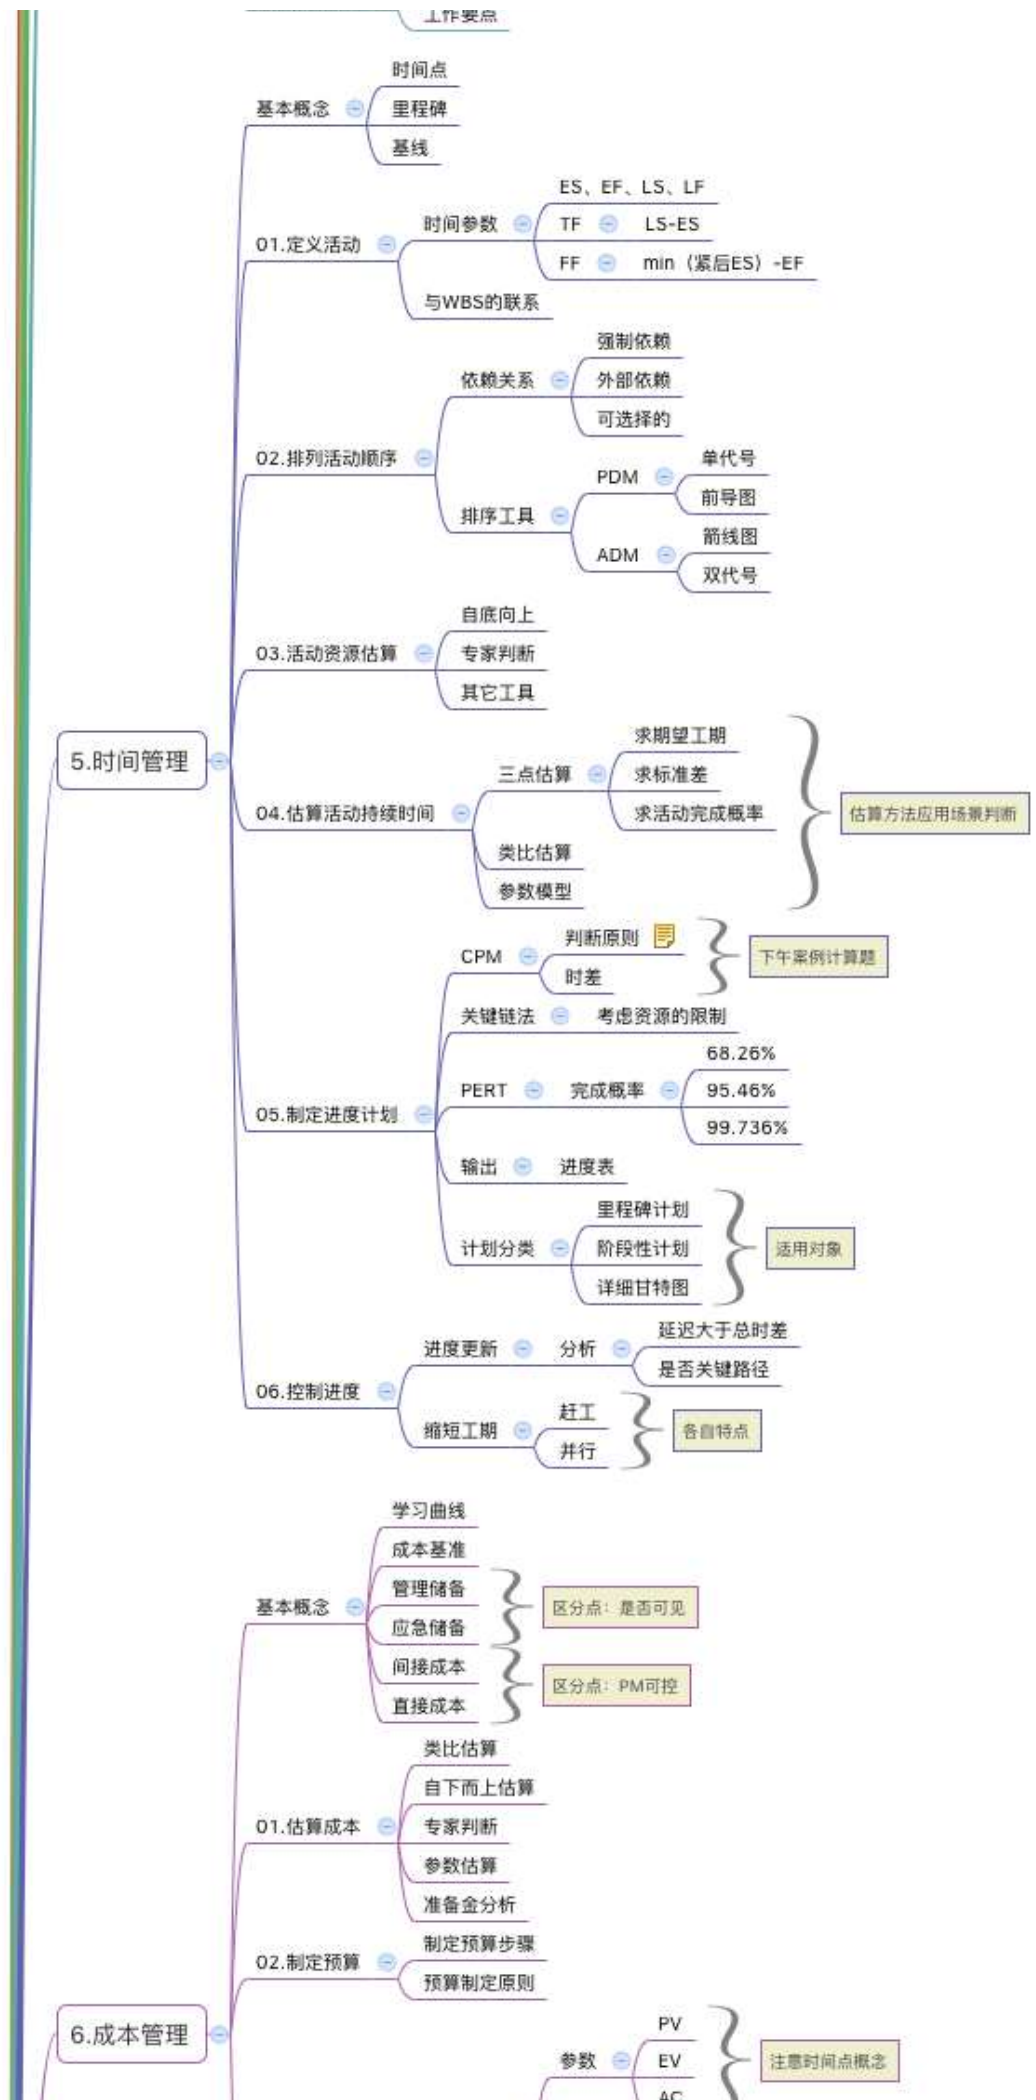 工作要点
时间点
基本概念
里程碑
基线
ES、EF、LS、LF
时间参数
TF
LS-ES
01.定义活动
FF
min（紧后ES）-EF
与WBS的联系
强制依赖
依赖关系
外部依赖
可选择的
02.排列活动顺序
单代号
PDM
前导图
排序工具
箭线图
ADM
双代号
自底向上
03.活动资源估算
专家判断
其它工具
求期望工期
5.时间管理
三点估算
求标准差
04.估算活动持续时间
求活动完成概率
估算方法应用场景判断
类比估算
参数模型
判断原则
CPM
下午案例计算题
时差
关键链法
考虑资源的限制
68.26%
PERT
完成概率
95.46%
05.制定进度计划
99.736%
输出
进度表
里程碑计划
计划分类
阶段性计划
适用对象
详细甘特图
延迟大于总时差
进度更新
分析
是否关键路径
06.控制进度
赶工
缩短工期
各自特点
并行
学习曲线
成本基准
管理储备
基本概念
区分点：是否可见
应急储备
间接成本
区分点：PM可控
直接成本
类比估算
自下而上估算
01.估算成本
专家判断
参数估算
准备金分析
制定预算步骤
02.制定预算
预算制定原则
6.成本管理
PV
参数
EV
注意时间点概念
AC